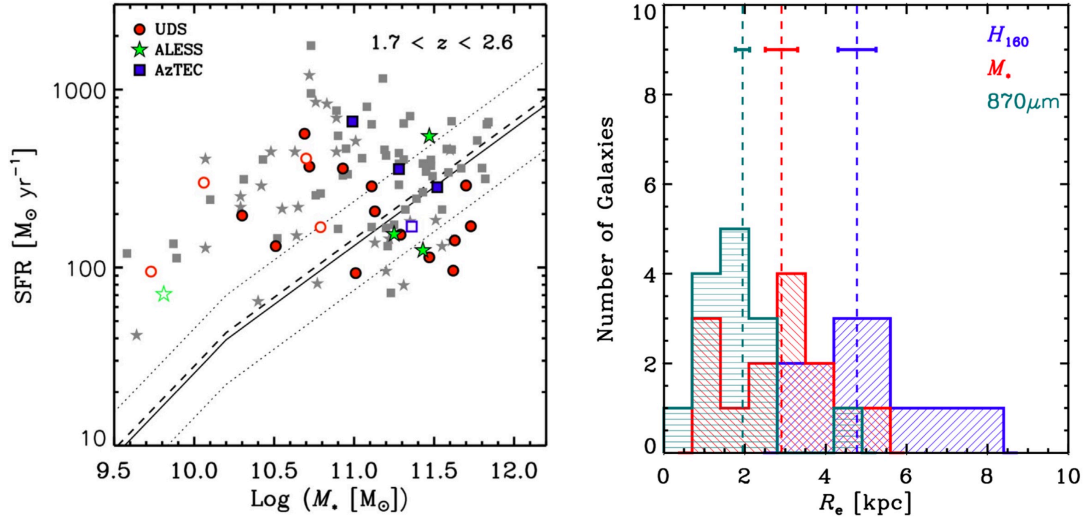 UDS
ALESS
AzTEC
1.7 < z < 2.6
1000
100
10
SFR [M⊙ yr⁻¹]
9.5 10.0 10.5 11.0 11.5 12.0
Log (M* [M⊙])
H₁₆₀
M*
870μm
10
8
6
4
2
0
Number of Galaxies
0 2 4 6 8 10
Rₑ [kpc]